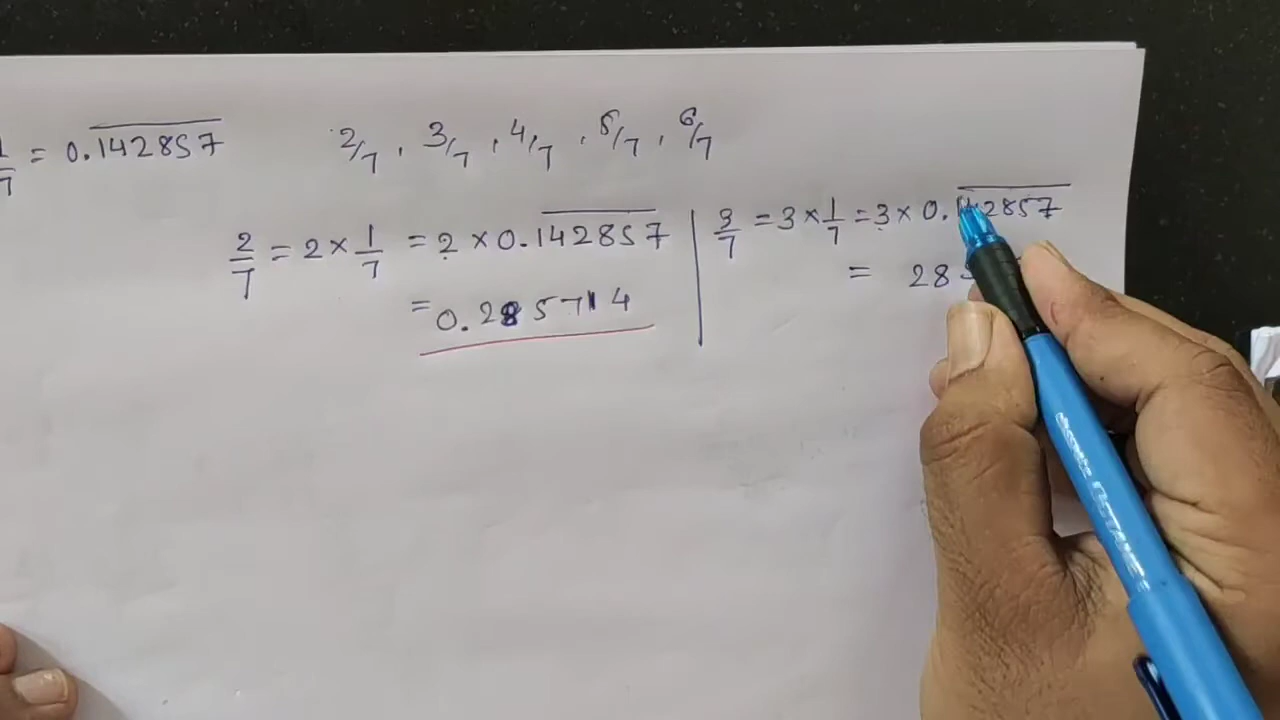 1/7 = 0.142857 2/7 , 3/7 , 4/7 , 5/7 , 6/7
2/7 = 2 × 1/7 = 2 × 0.142857
= 0.285714
3/7 = 3 × 1/7 = 3 × 0.142857
= 28